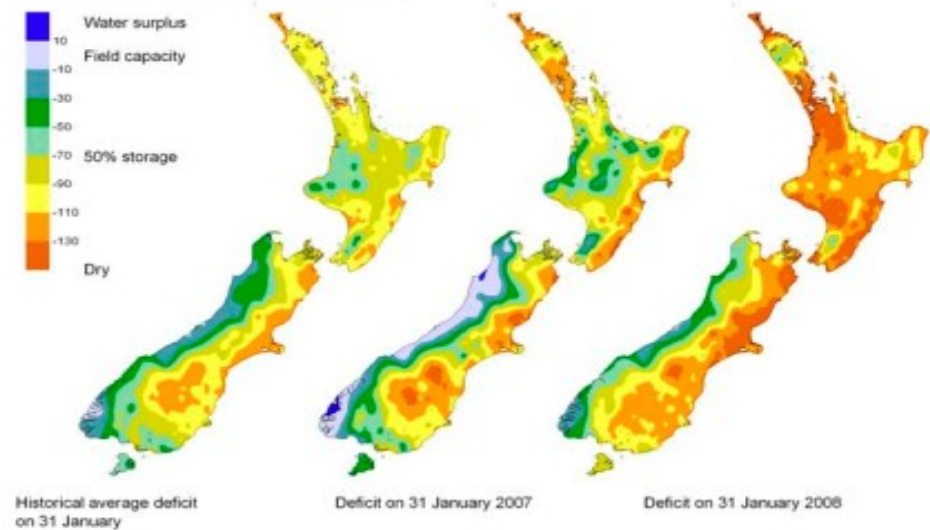 Water surplus
10
Field capacity
-10
-30
-50
50% storage
-70
-90
-110
-130
Dry
Historical average deficit
on 31 January
Deficit on 31 January 2007
Deficit on 31 January 2008